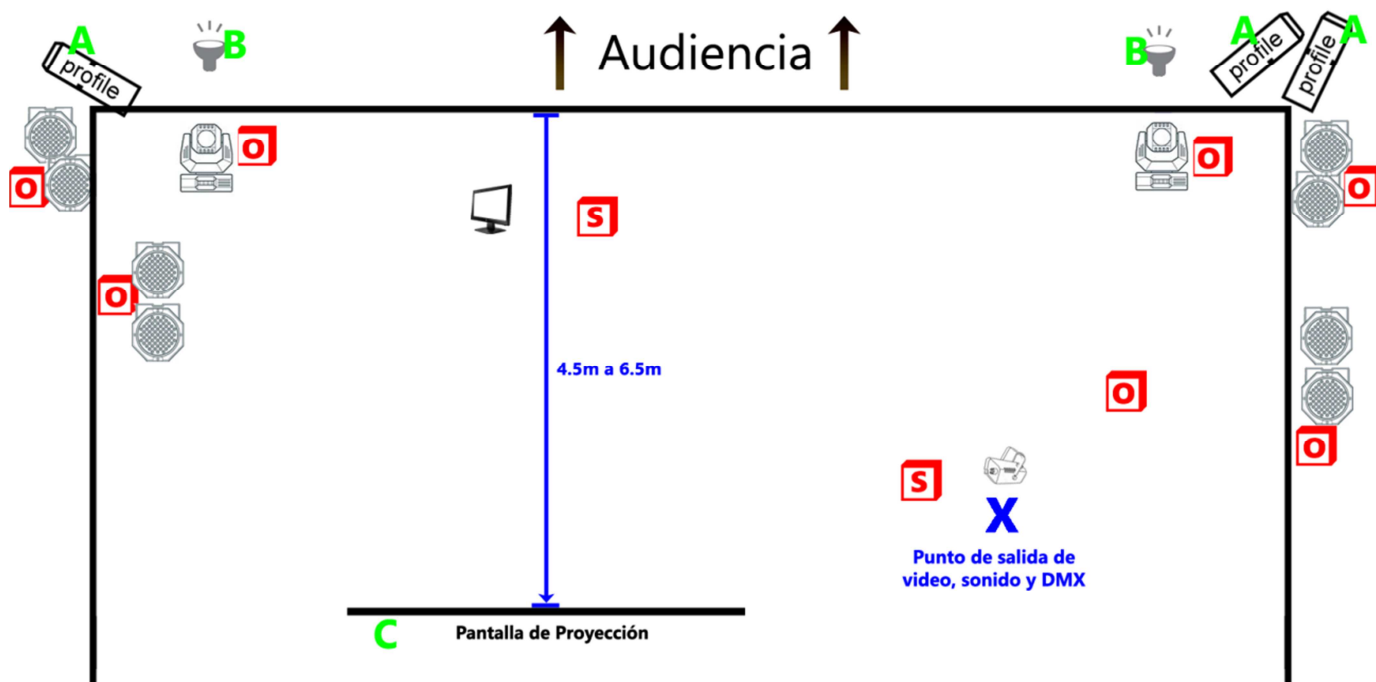 A
B
Audiencia
B
A
A
profile
profile
profile
O
O
O
O
O
S
O
4.5m a 6.5m
O
O
S
X
Punto de salida de
video, sonido y DMX
C
Pantalla de Proyección